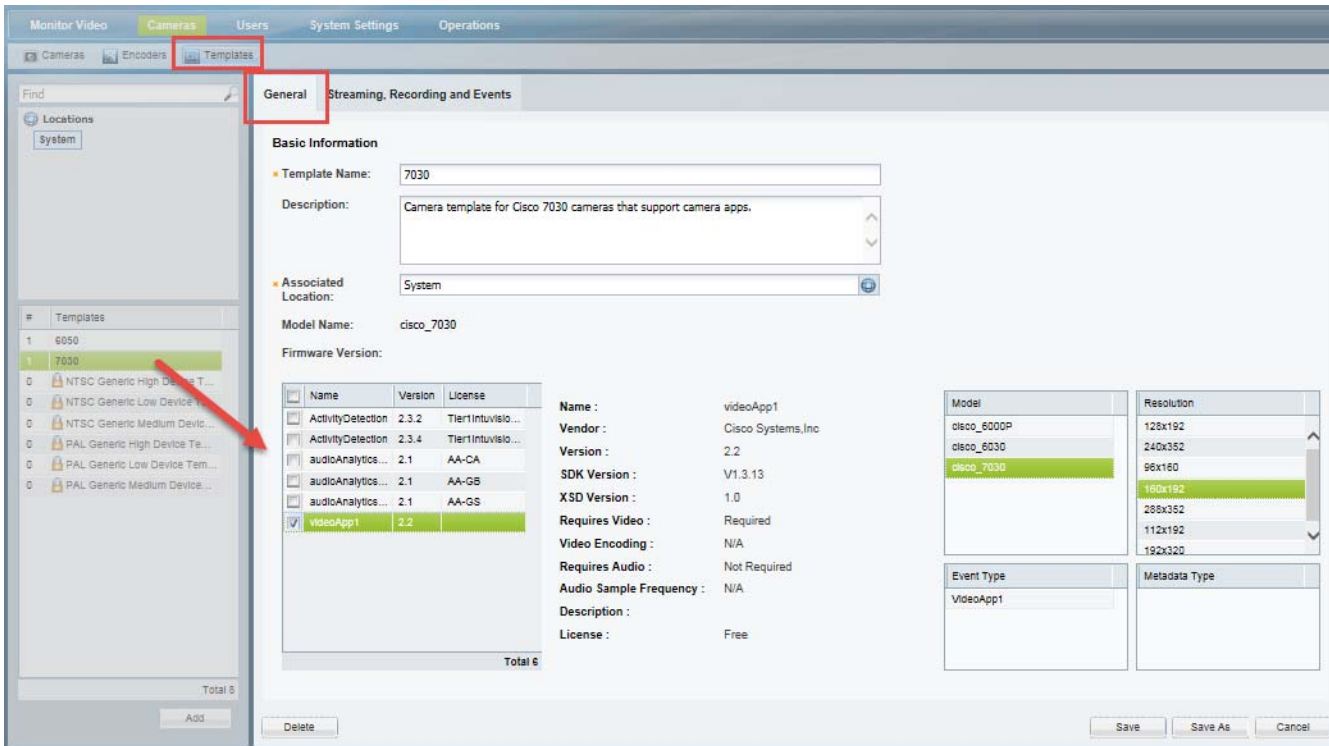 Monitor Video Cameras Users System Settings Operations
Cameras Encoders Templates
Find
Locations
System
# Templates
1 6050
1 7030
0 NTSC Generic High Device T...
0 NTSC Generic Low Device T...
0 NTSC Generic Medium Devic...
0 PAL Generic High Device Te...
0 PAL Generic Low Device Tem...
0 PAL Generic Medium Device...
Total 8
Add
General Streaming, Recording and Events
Basic Information
Template Name: 7030
Description: Camera template for Cisco 7030 cameras that support camera apps.
Associated Location: System
Model Name: cisco_7030
Firmware Version:
Name Version License
ActivityDetection 2.3.2 Tier1Intuvisio...
ActivityDetection 2.3.4 Tier1Intuvisio...
audioAnalytics... 2.1 AA-CA
audioAnalytics... 2.1 AA-GB
audioAnalytics... 2.1 AA-GS
videoApp1 2.2
Total 6
Name : videoApp1
Vendor : Cisco Systems,Inc
Version : 2.2
SDK Version : V1.3.13
XSD Version : 1.0
Requires Video : Required
Video Encoding : N/A
Requires Audio : Not Required
Audio Sample Frequency : N/A
Description :
License : Free
Model
cisco_6000P
cisco_6030
cisco_7030
Resolution
128x192
240x352
96x160
160x192
288x352
112x192
192x320
Event Type
VideoApp1
Metadata Type
Delete Save Save As Cancel